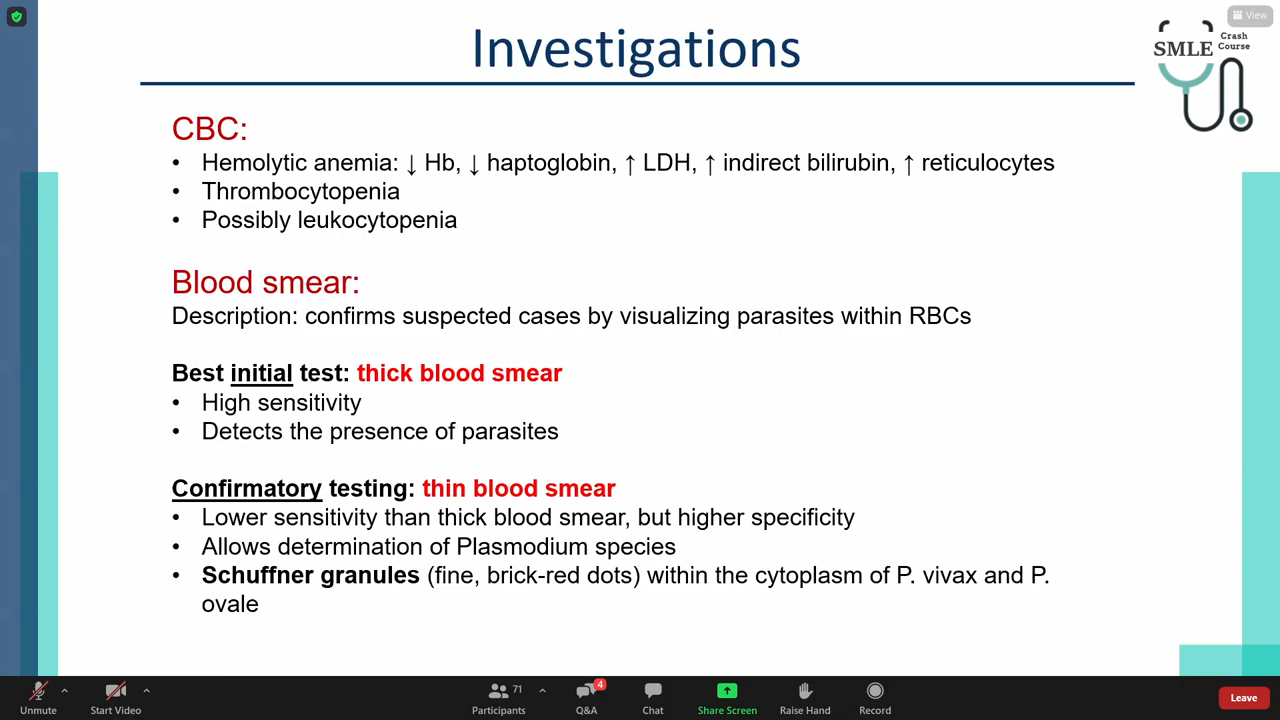 View
Investigations
SMLE Crash Course
CBC:
• Hemolytic anemia: ↓ Hb, ↓ haptoglobin, ↑ LDH, ↑ indirect bilirubin, ↑ reticulocytes
• Thrombocytopenia
• Possibly leukocytopenia
Blood smear:
Description: confirms suspected cases by visualizing parasites within RBCs
Best initial test: thick blood smear
• High sensitivity
• Detects the presence of parasites
Confirmatory testing: thin blood smear
• Lower sensitivity than thick blood smear, but higher specificity
• Allows determination of Plasmodium species
• Schuffner granules (fine, brick-red dots) within the cytoplasm of P. vivax and P.
ovale
71
4
Unmute Start Video Participants Q&A Chat Share Screen Raise Hand Record Leave